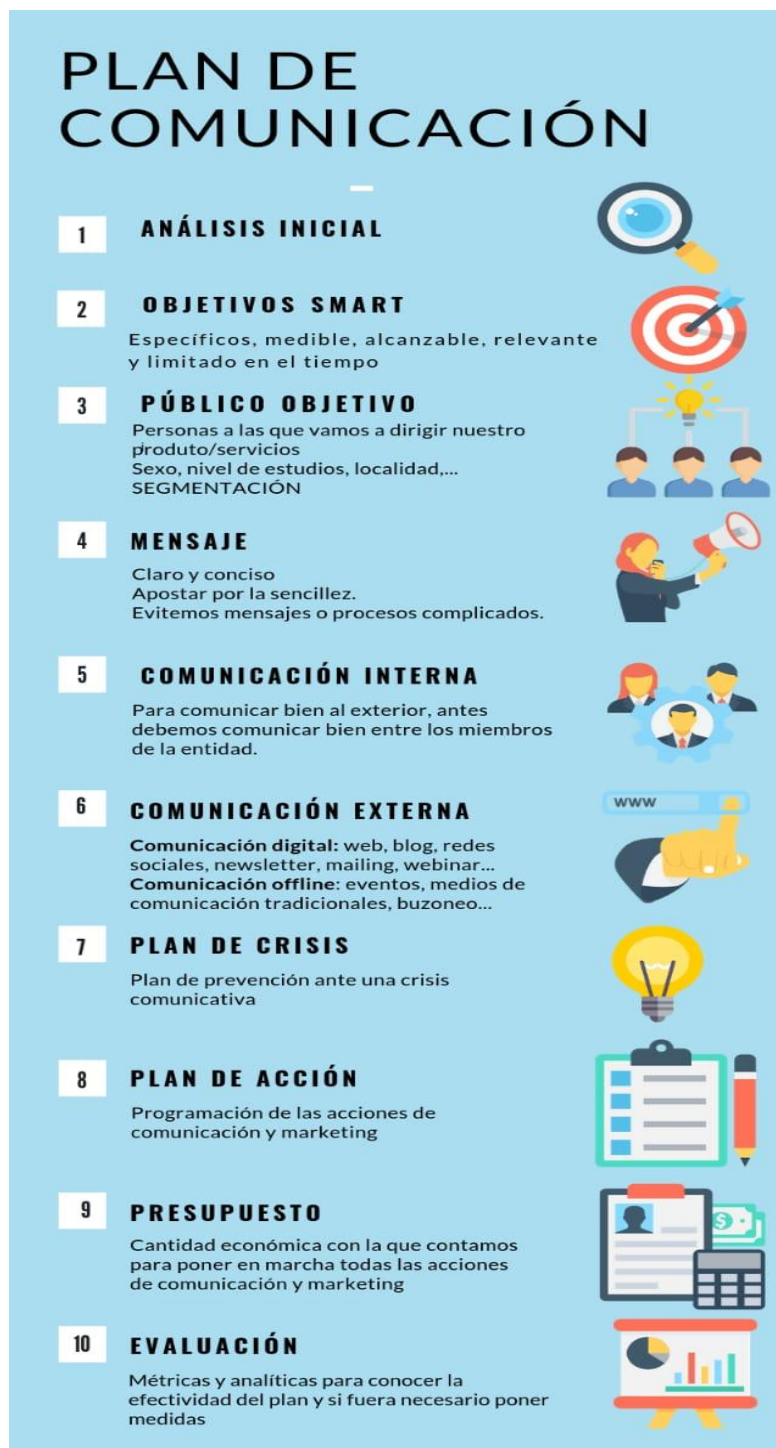 PLAN DE
COMUNICACIÓN
1 ANÁLISIS INICIAL
2 OBJETIVOS SMART
Específicos, medible, alcanzable, relevante
y limitado en el tiempo
3 PÚBLICO OBJETIVO
Personas a las que vamos a dirigir nuestro
produto/servicios
Sexo, nivel de estudios, localidad,...
SEGMENTACIÓN
4 MENSAJE
Claro y conciso
Apostar por la sencillez.
Evitemos mensajes o procesos complicados.
5 COMUNICACIÓN INTERNA
Para comunicar bien al exterior, antes
debemos comunicar bien entre los miembros
de la entidad.
6 COMUNICACIÓN EXTERNA
www
Comunicación digital: web, blog, redes
sociales, newsletter, mailing, webinar...
Comunicación offline: eventos, medios de
comunicación tradicionales, buzoneo...
7 PLAN DE CRISIS
Plan de prevención ante una crisis
comunicativa
8 PLAN DE ACCIÓN
Programación de las acciones de
comunicación y marketing
9 PRESUPUESTO
$
Cantidad económica con la que contamos
para poner en marcha todas las acciones
de comunicación y marketing
10 EVALUACIÓN
Métricas y analíticas para conocer la
efectividad del plan y si fuera necesario poner
medidas